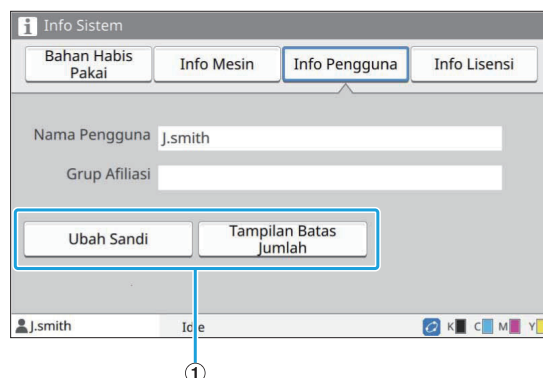 i Info Sistem
Bahan Habis
Pakai
Info Mesin
Info Pengguna
Info Lisensi
Nama Pengguna
J.smith
Grup Afiliasi
Ubah Sandi
Tampilan Batas
Jumlah
J.smith
Idle
K C M Y
①